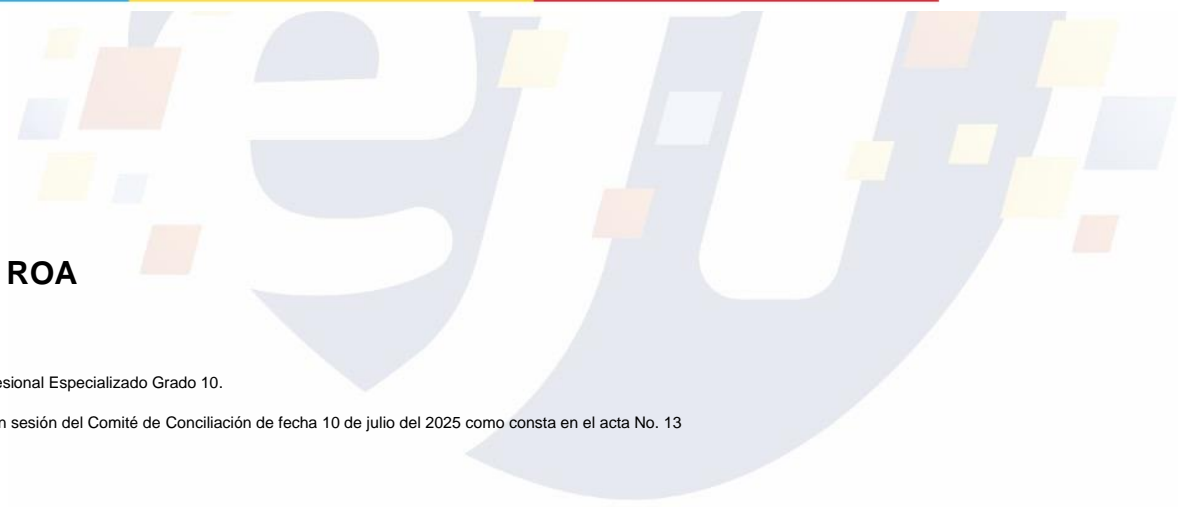 ROA
esional Especializado Grado 10.
n sesión del Comité de Conciliación de fecha 10 de julio del 2025 como consta en el acta No. 13
eju